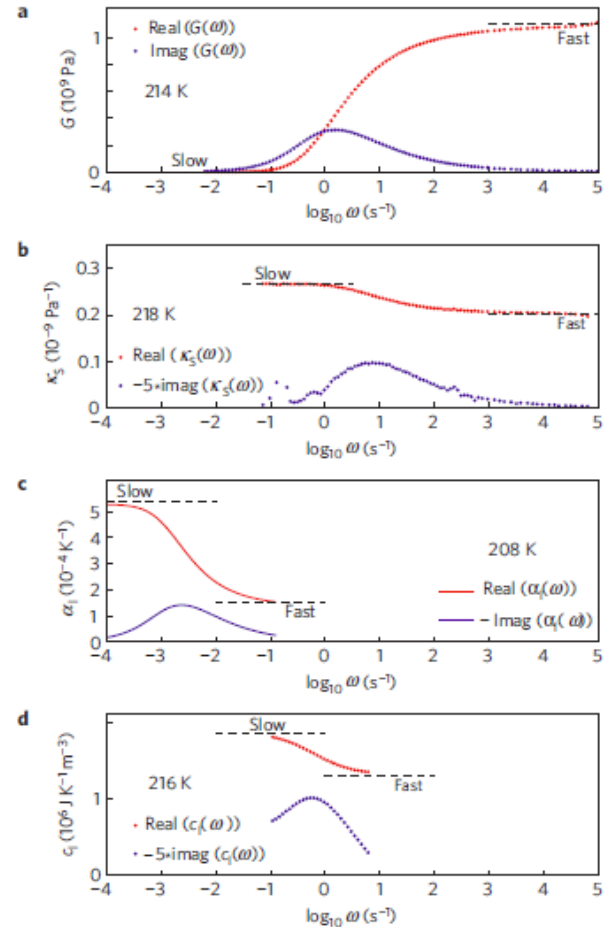 a
Real (G(ω))
Imag (G(ω))
214 K
Slow
Fast
G (10⁹ Pa)
1
0
−4 −3 −2 −1 0 1 2 3 4 5
log₁₀ ω (s⁻¹)
b
Slow
218 K
Fast
Real (κS(ω))
−5*imag (κS(ω))
κS (10⁻⁹ Pa⁻¹)
0.3
0.2
0.1
0
−4 −3 −2 −1 0 1 2 3 4 5
log₁₀ ω (s⁻¹)
c
Slow
208 K
Real (αl(ω))
Fast
− Imag (αl(ω))
αl (10⁻⁴ K⁻¹)
5
4
3
2
1
0
−4 −3 −2 −1 0 1 2 3 4 5
log₁₀ ω (s⁻¹)
d
Slow
216 K
Fast
Real (cl(ω))
−5*imag (cl(ω))
cl (10⁶ J K⁻¹ m⁻³)
1
0
−4 −3 −2 −1 0 1 2 3 4 5
log₁₀ ω (s⁻¹)